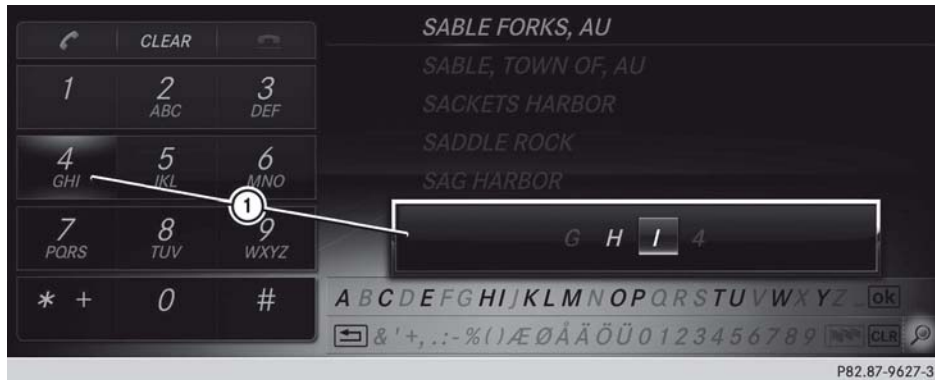 CLEAR
1
2
ABC
3
DEF
4
GHI
5
JKL
6
MNO
7
PQRS
8
TUV
9
WXYZ
* +
0
#
SABLE FORKS, AU
SABLE, TOWN OF, AU
SACKETS HARBOR
SADDLE ROCK
SAG HARBOR
1
G H I 4
A B C D E F G H I J K L M N O P Q R S T U V W X Y Z _ ok
& ' + , . : - % ( ) Æ Ø Å Ä Ö Ü 0 1 2 3 4 5 6 7 8 9 CLR
P82.87-9627-31